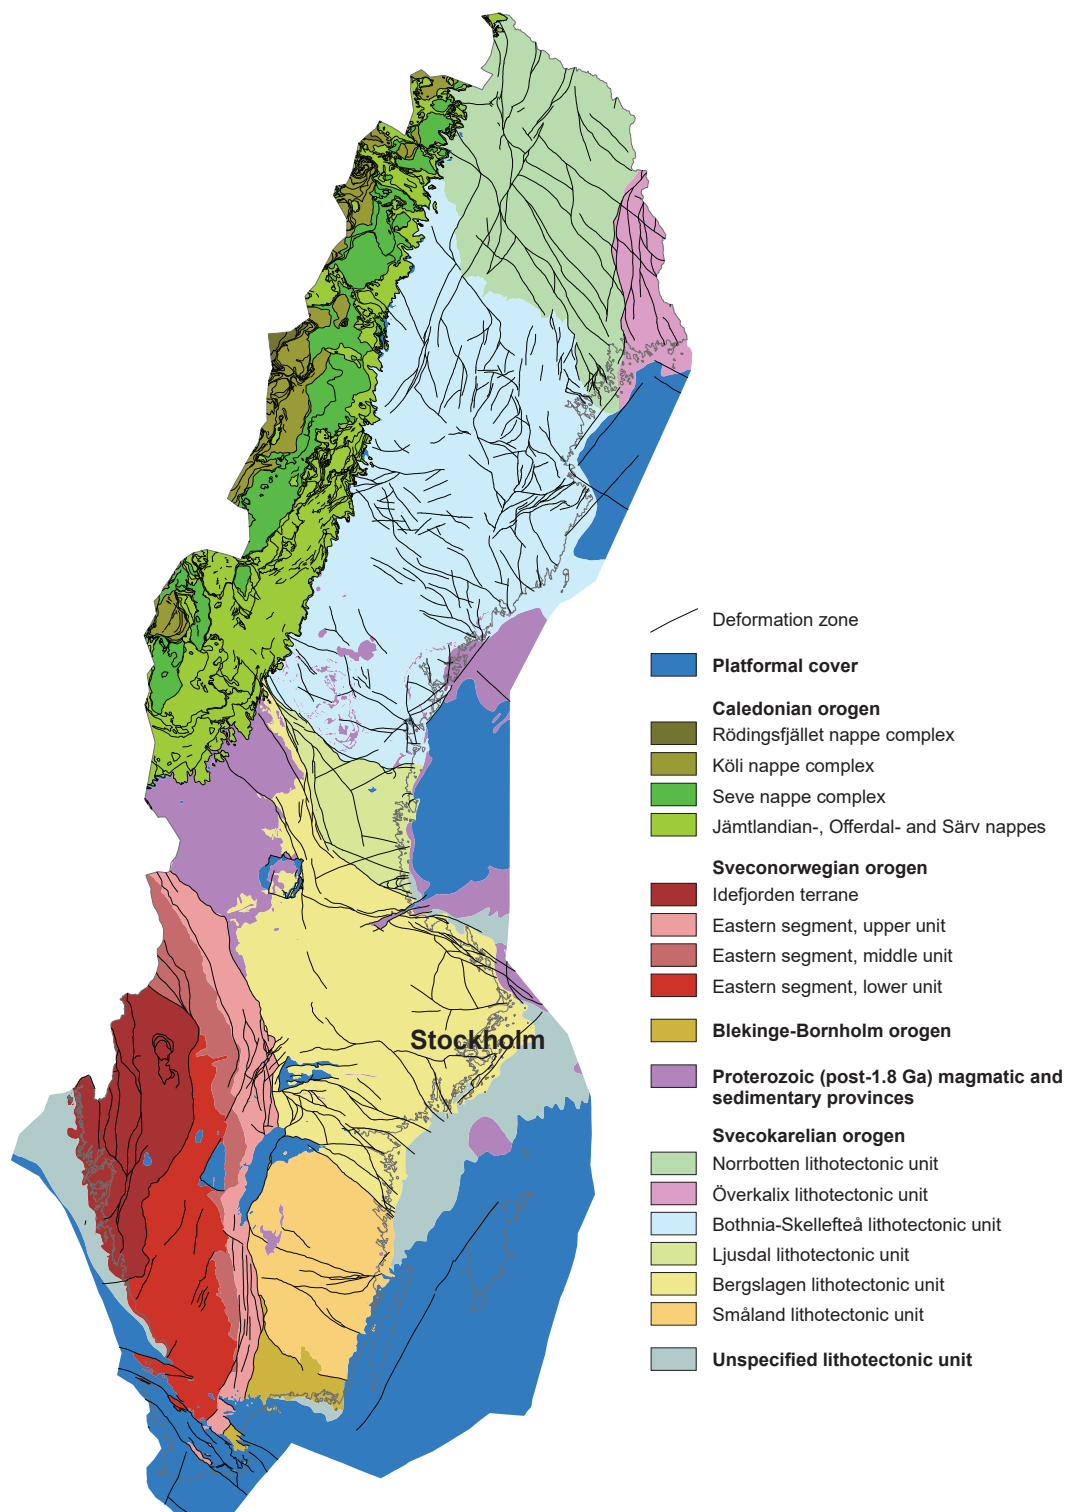 Stockholm
Deformation zone
Platformal cover
Caledonian orogen
Rödingsfjället nappe complex
Köli nappe complex
Seve nappe complex
Jämtlandian-, Offerdal- and Särv nappes
Sveconorwegian orogen
Idefjorden terrane
Eastern segment, upper unit
Eastern segment, middle unit
Eastern segment, lower unit
Blekinge-Bornholm orogen
Proterozoic (post-1.8 Ga) magmatic and
sedimentary provinces
Svecokarelian orogen
Norrbotten lithotectonic unit
Överkalix lithotectonic unit
Bothnia-Skellefteå lithotectonic unit
Ljusdal lithotectonic unit
Bergslagen lithotectonic unit
Småland lithotectonic unit
Unspecified lithotectonic unit